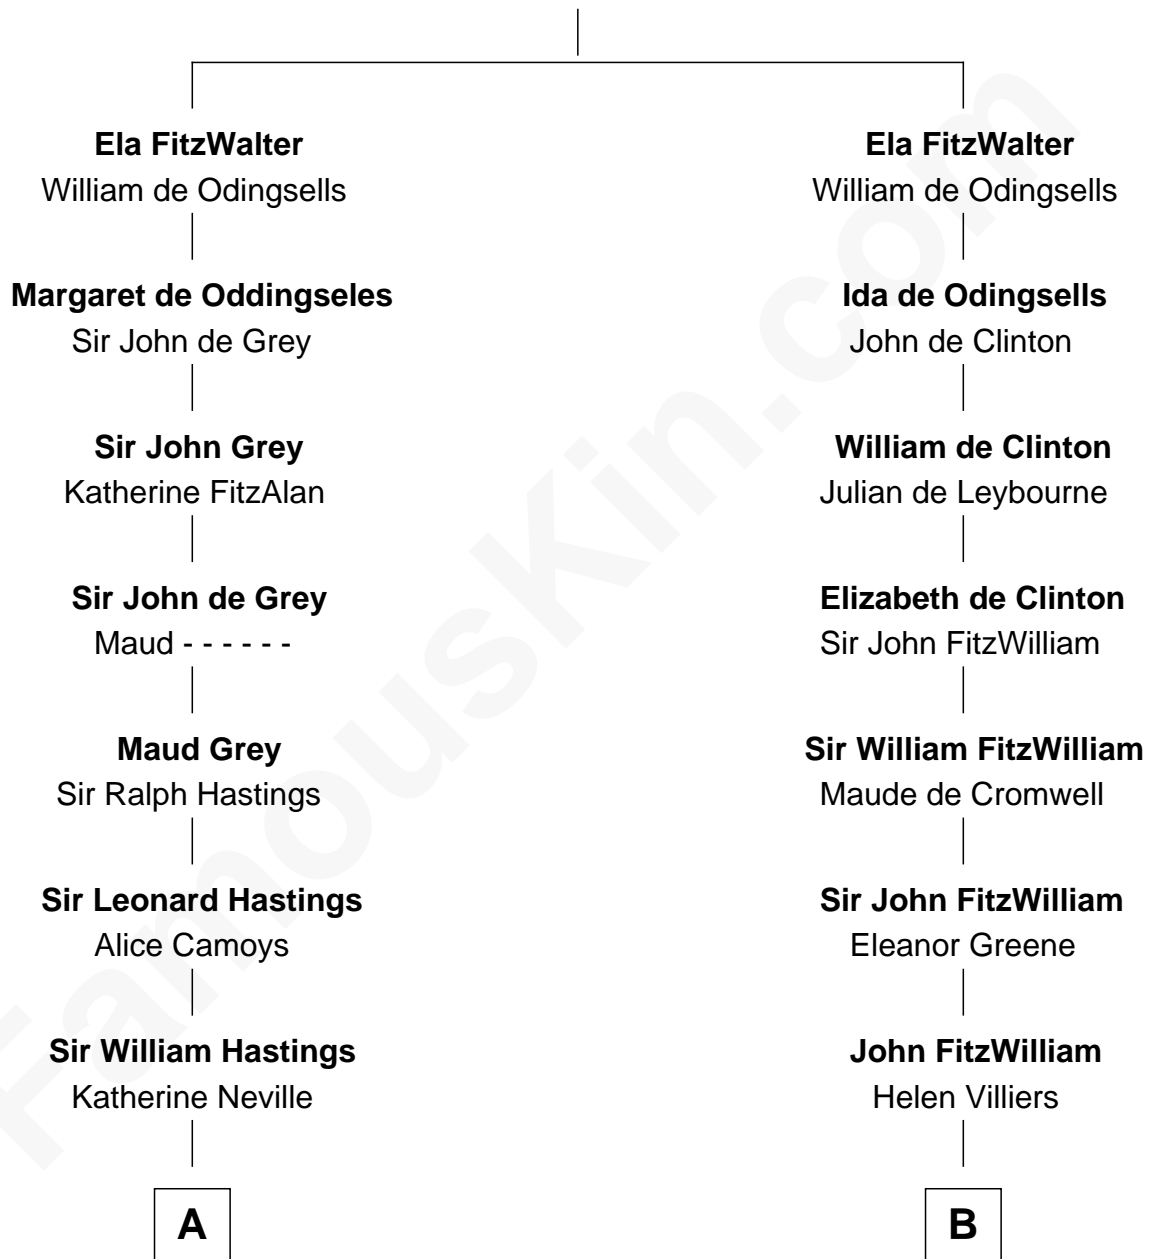 Ela FitzWalter
William de Odingsells
Margaret de Oddingseles
Sir John de Grey
Sir John Grey
Katherine FitzAlan
Sir John de Grey
Maud - - - - - -
Maud Grey
Sir Ralph Hastings
Sir Leonard Hastings
Alice Camoys
Sir William Hastings
Katherine Neville
A
Ela FitzWalter
William de Odingsells
Ida de Odingsells
John de Clinton
William de Clinton
Julian de Leybourne
Elizabeth de Clinton
Sir John FitzWilliam
Sir William FitzWilliam
Maude de Cromwell
Sir John FitzWilliam
Eleanor Greene
John FitzWilliam
Helen Villiers
B
FamousKin.com